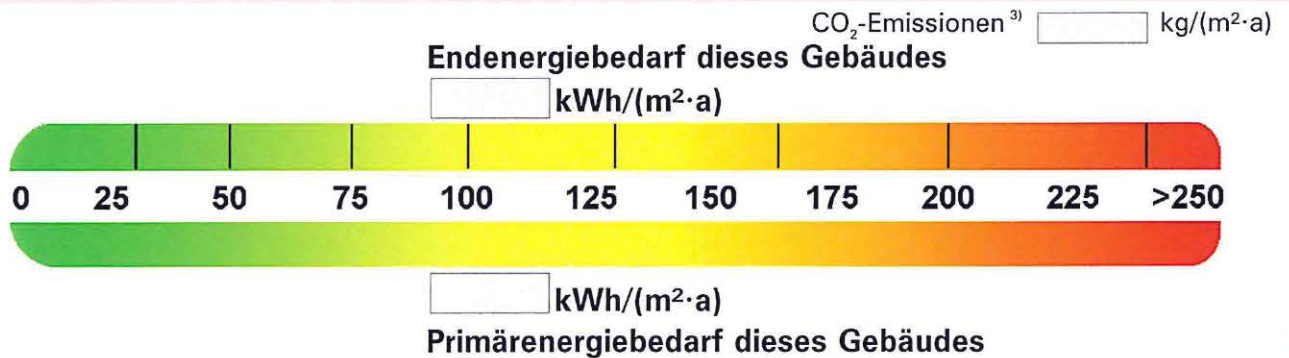 CO₂-Emissionen ³⁾ kg/(m²·a)
Endenergiebedarf dieses Gebäudes
kWh/(m²·a)
0 25 50 75 100 125 150 175 200 225 >250
kWh/(m²·a)
Primärenergiebedarf dieses Gebäudes